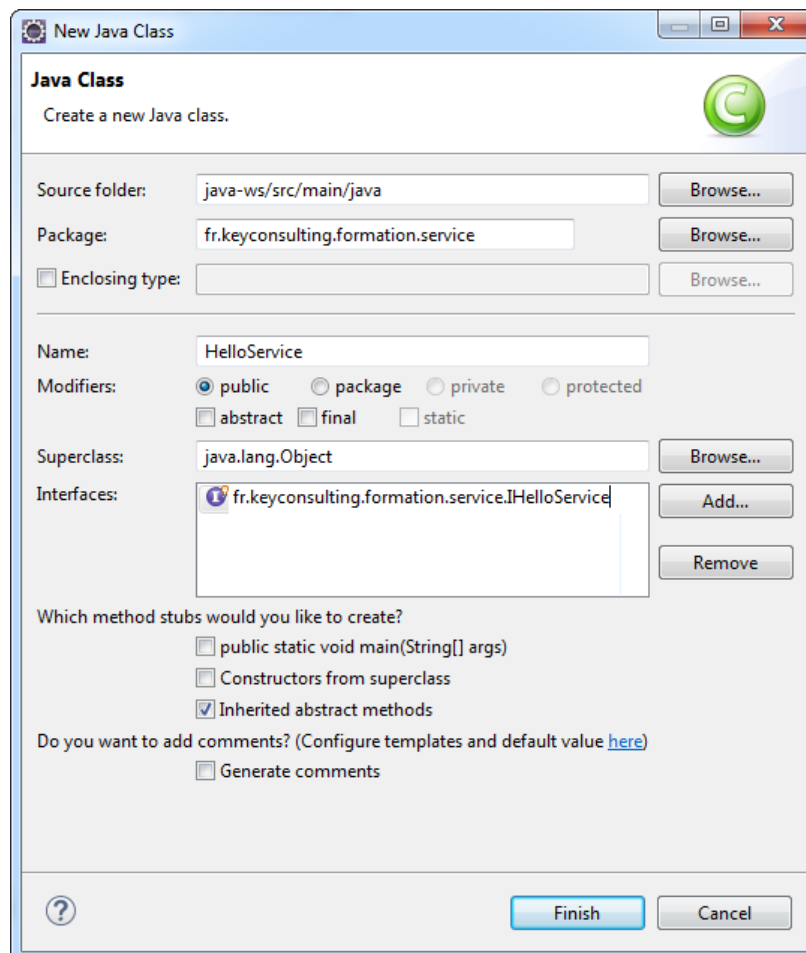 New Java Class
Java Class
Create a new Java class.
Source folder: java-ws/src/main/java Browse...
Package: fr.keyconsulting.formation.service Browse...
Enclosing type: Browse...
Name: HelloService
Modifiers: public package private protected
abstract final static
Superclass: java.lang.Object Browse...
Interfaces: fr.keyconsulting.formation.service.IHelloService Add...
Remove
Which method stubs would you like to create?
public static void main(String[] args)
Constructors from superclass
Inherited abstract methods
Do you want to add comments? (Configure templates and default value here)
Generate comments
? Finish Cancel